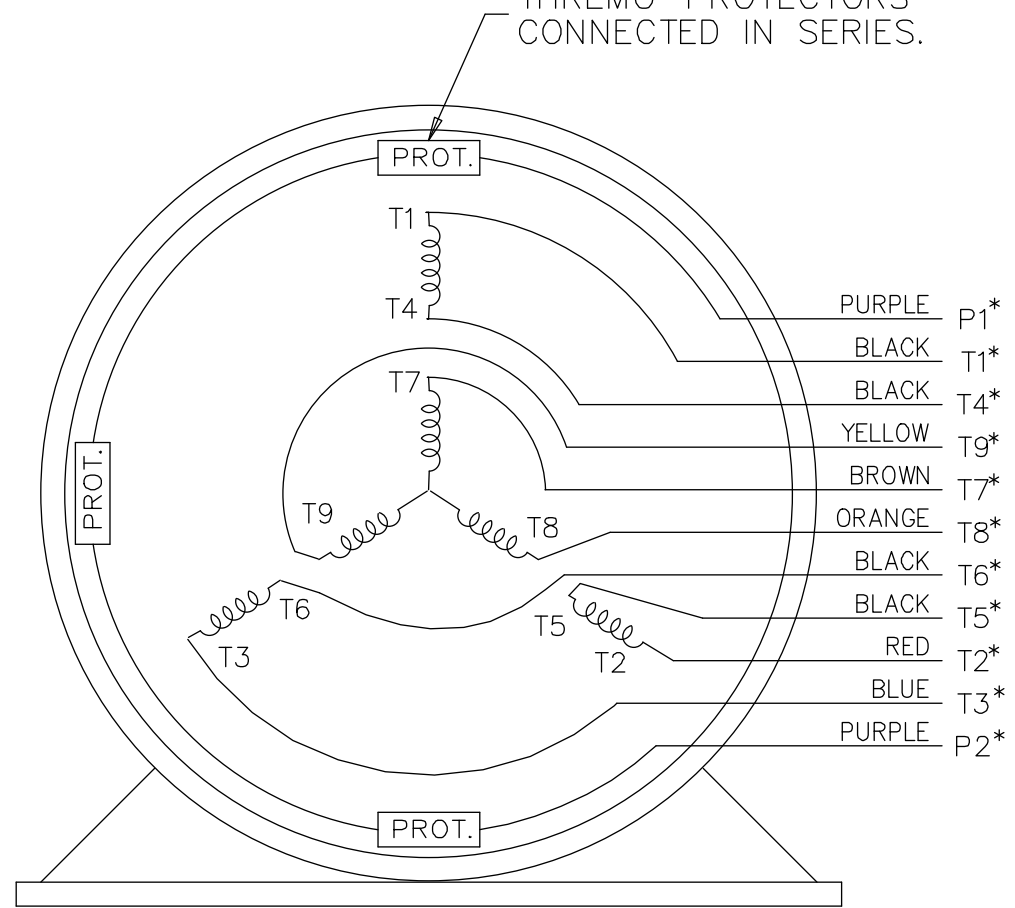 THREMO PROTECTORS
CONNECTED IN SERIES.
PROT.
T1
T4
T7
PURPLE P1*
BLACK T1*
BLACK T4*
YELLOW T9*
BROWN T7*
ORANGE T8*
BLACK T6*
BLACK T5*
RED T2*
BLUE T3*
PURPLE P2*
PROT.
T9
T8
T6
T5
T3
T2
PROT.